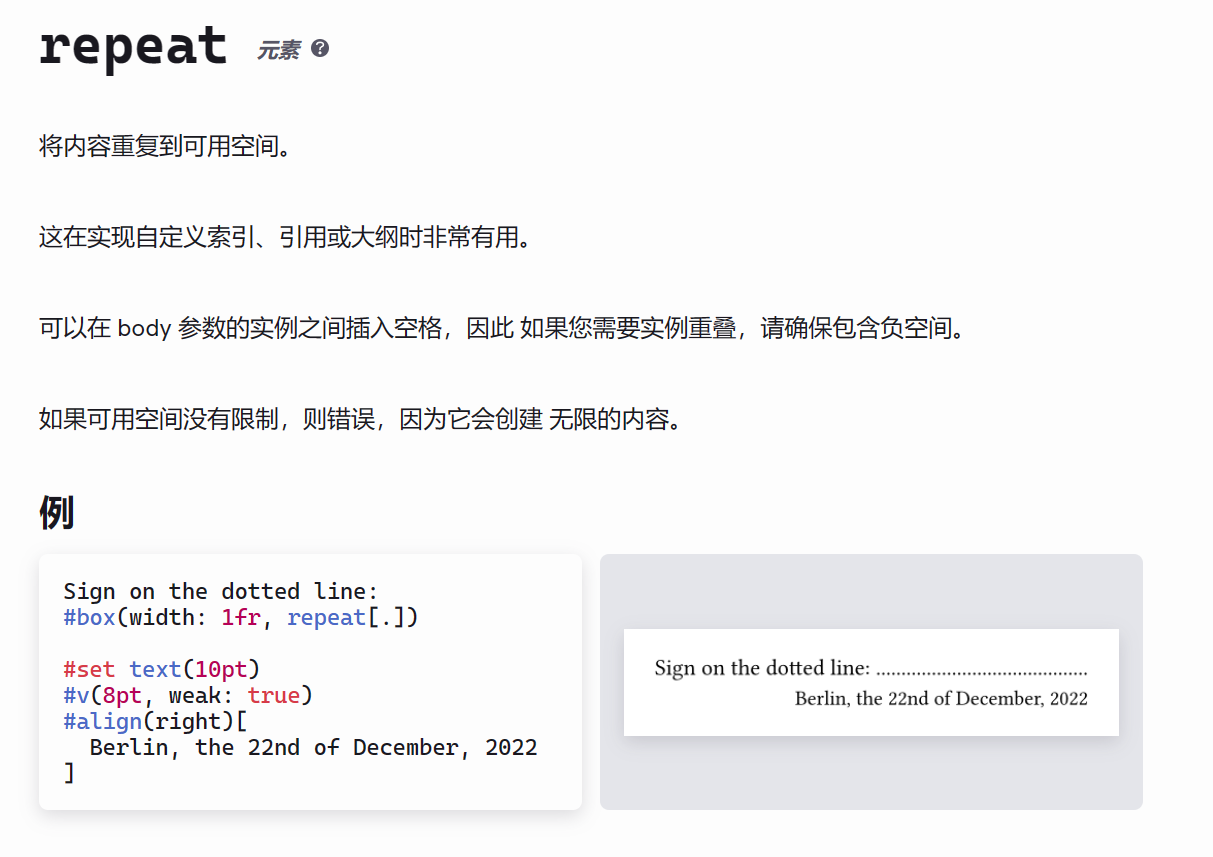 repeat 元素 ?
将内容重复到可用空间。
这在实现自定义索引、引用或大纲时非常有用。
可以在 body 参数的实例之间插入空格，因此 如果您需要实例重叠，请确保包含负空间。
如果可用空间没有限制，则错误，因为它会创建 无限的内容。
例
Sign on the dotted line:
#box(width: 1fr, repeat[.])
#set text(10pt)
#v(8pt, weak: true)
#align(right)[
  Berlin, the 22nd of December, 2022
]
Sign on the dotted line: ..........................................
Berlin, the 22nd of December, 2022